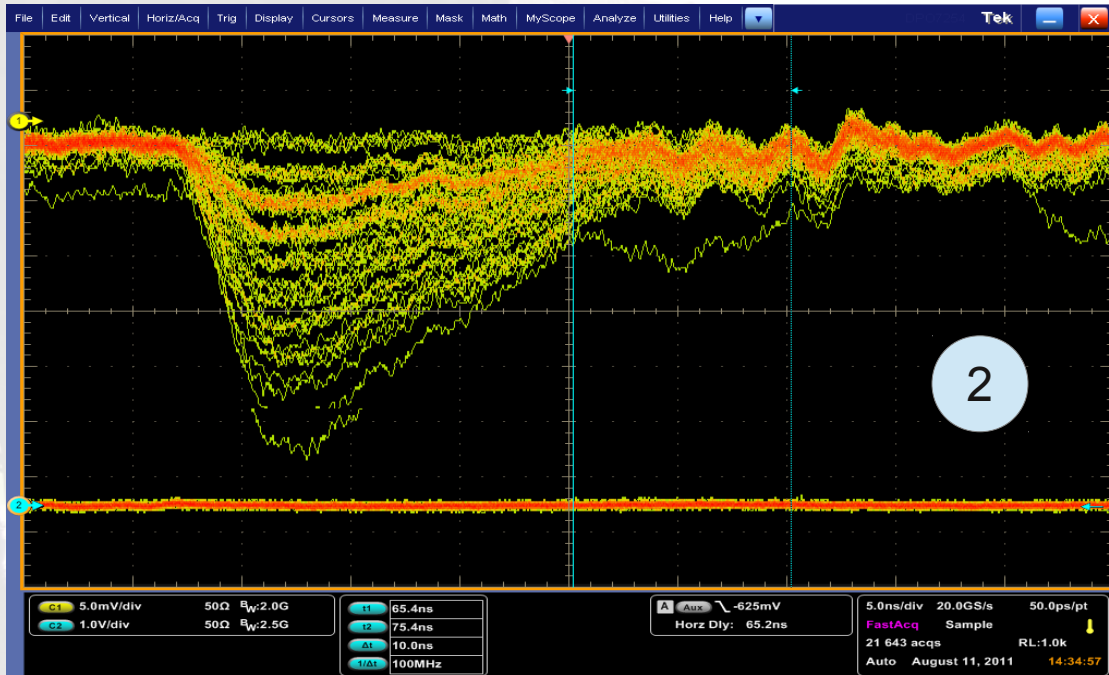 File Edit Vertical Horiz/Acq Trig Display Cursors Measure Mask Math MyScope Analyze Utilities Help Tek
1
2
2
C1 5.0mV/div 50Ω BW:2.0G
C2 1.0V/div 50Ω BW:2.5G
t1 65.4ns
t2 75.4ns
Δt 10.0ns
1/Δt 100MHz
A Aux -625mV
Horz Dly: 65.2ns
5.0ns/div 20.0GS/s 50.0ps/pt
FastAcq Sample
21 643 acqs RL:1.0k
Auto August 11, 2011 14:34:57